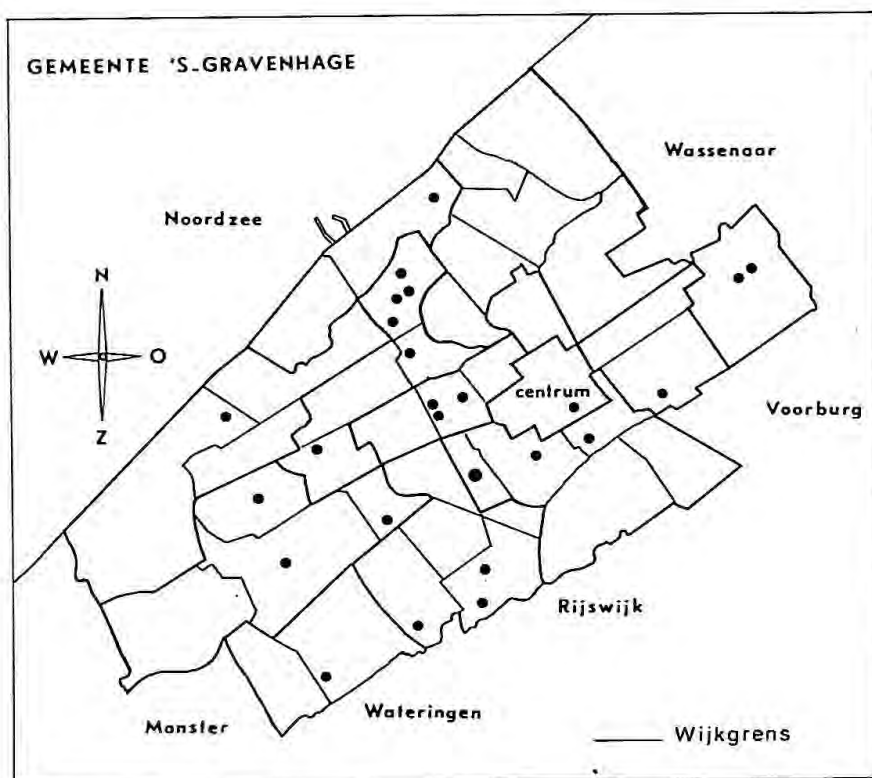 GEMEENTE 'S-GRAVENHAGE
Wassenaar
Noordzee
N
W O
Z
centrum
Voorburg
Rijswijk
Wateringen
Monster
Wijkgrens